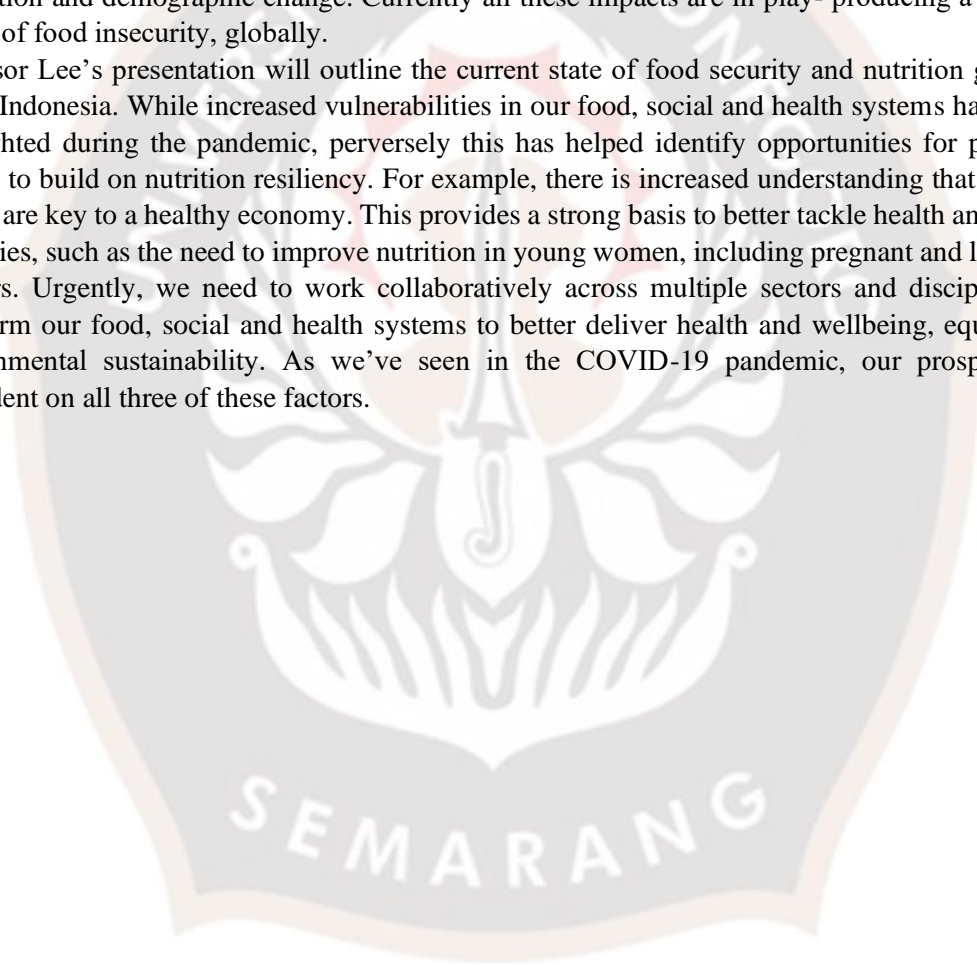 tion and demographic change. Currently all these impacts are in play- producing a
of food insecurity, globally.
sor Lee’s presentation will outline the current state of food security and nutrition g
Indonesia. While increased vulnerabilities in our food, social and health systems ha
ghted during the pandemic, perversely this has helped identify opportunities for p
to build on nutrition resiliency. For example, there is increased understanding that
are key to a healthy economy. This provides a strong basis to better tackle health an
ies, such as the need to improve nutrition in young women, including pregnant and l
rs. Urgently, we need to work collaboratively across multiple sectors and discip
rm our food, social and health systems to better deliver health and wellbeing, equ
nmental sustainability. As we’ve seen in the COVID-19 pandemic, our prosp
dent on all three of these factors.
UNIVERS
ONEGORO
SEMARANG